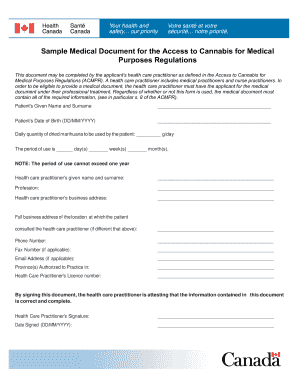 Health Canada
Santé Canada
Your health and safety... our priority.
Votre santé et votre sécurité... notre priorité.
Sample Medical Document for the Access to Cannabis for Medical
Purposes Regulations
This document may be completed by the applicant's health care practitioner as defined in the Access to Cannabis for
Medical Purposes Regulations (ACMPR). A health care practitioner includes medical practitioners and nurse practitioners. In
order to be eligible to provide a medical document, the health care practitioner must have the applicant for the medical
document under their professional treatment. Regardless of whether or not this form is used, the medical document must
contain all of the required information, (see in particular s. 8 of the ACMPR).
Patient's Given Name and Surname
Patient's Date of Birth (DD/MM/YYYY)
Daily quantity of dried marihuana to be used by the patient: ________ g/day
The period of use is _____ day(s) ______ week(s) ______ month(s).
NOTE: The period of use cannot exceed one year
Health care practitioner's given name and surname:
Profession:
Health care practitioner's business address:
Full business address of the location at which the patient
consulted the health care practitioner (if different that above):
Phone Number:
Fax Number (if applicable):
Email Address (if applicable):
Province(s) Authorized to Practice in:
Health Care Practitioner's Licence number:
By signing this document, the health care practitioner is attesting that the information contained in this document
is correct and complete.
Health Care Practitioner's Signature:
Date Signed (DD/MM/YYYY):
Canada